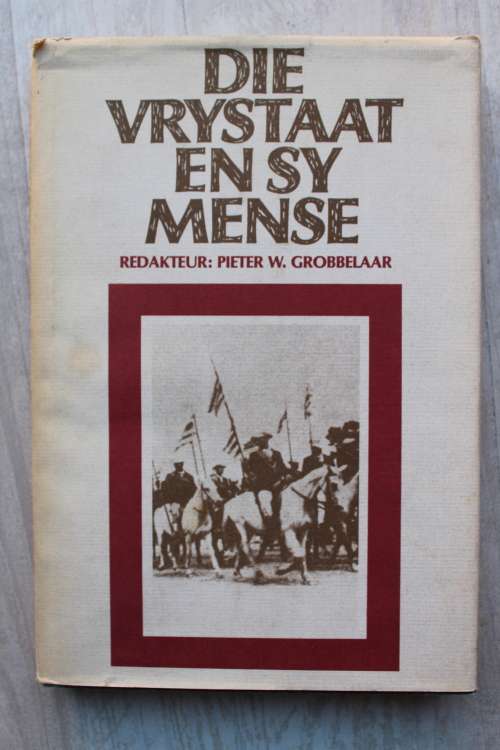 DIE
VRYSTAAT
EN SY
MENSE
REDAKTEUR: PIETER W. GROBBELAAR